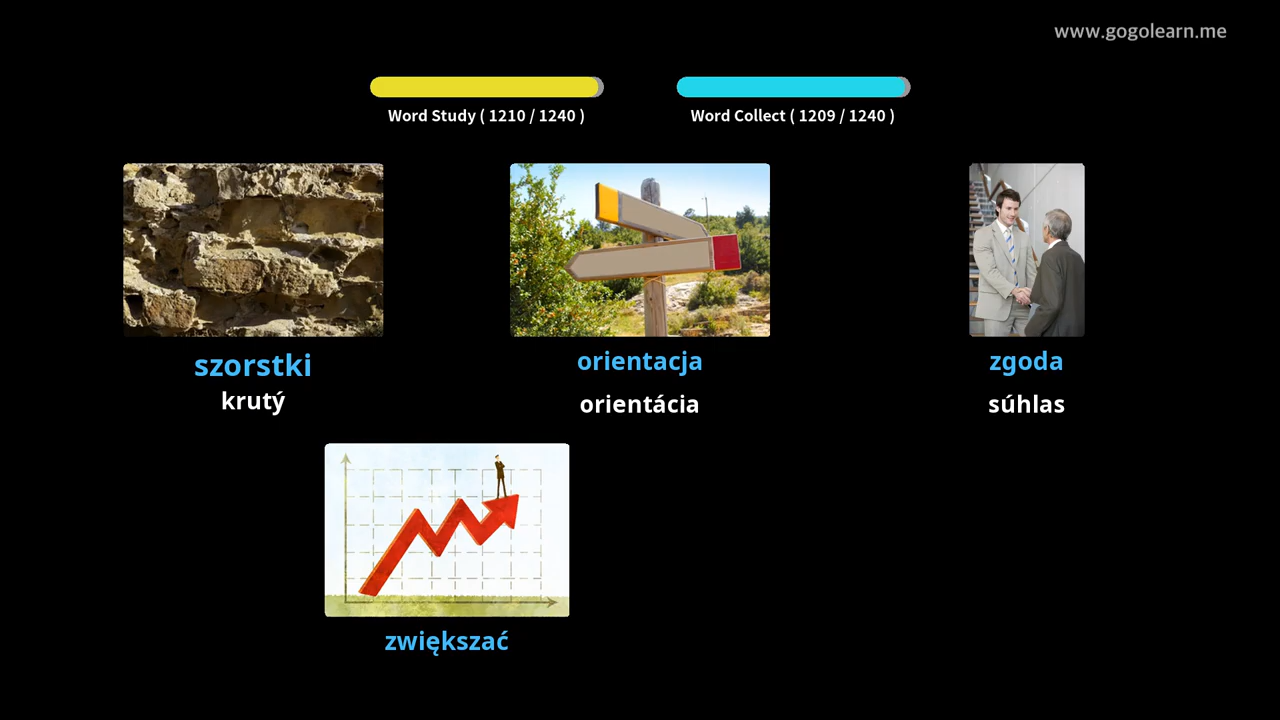 www.gogolearn.me
Word Study ( 1210 / 1240 )
Word Collect ( 1209 / 1240 )
szorstki
krutý
orientacja
orientácia
zgoda
súhlas
zwiększać